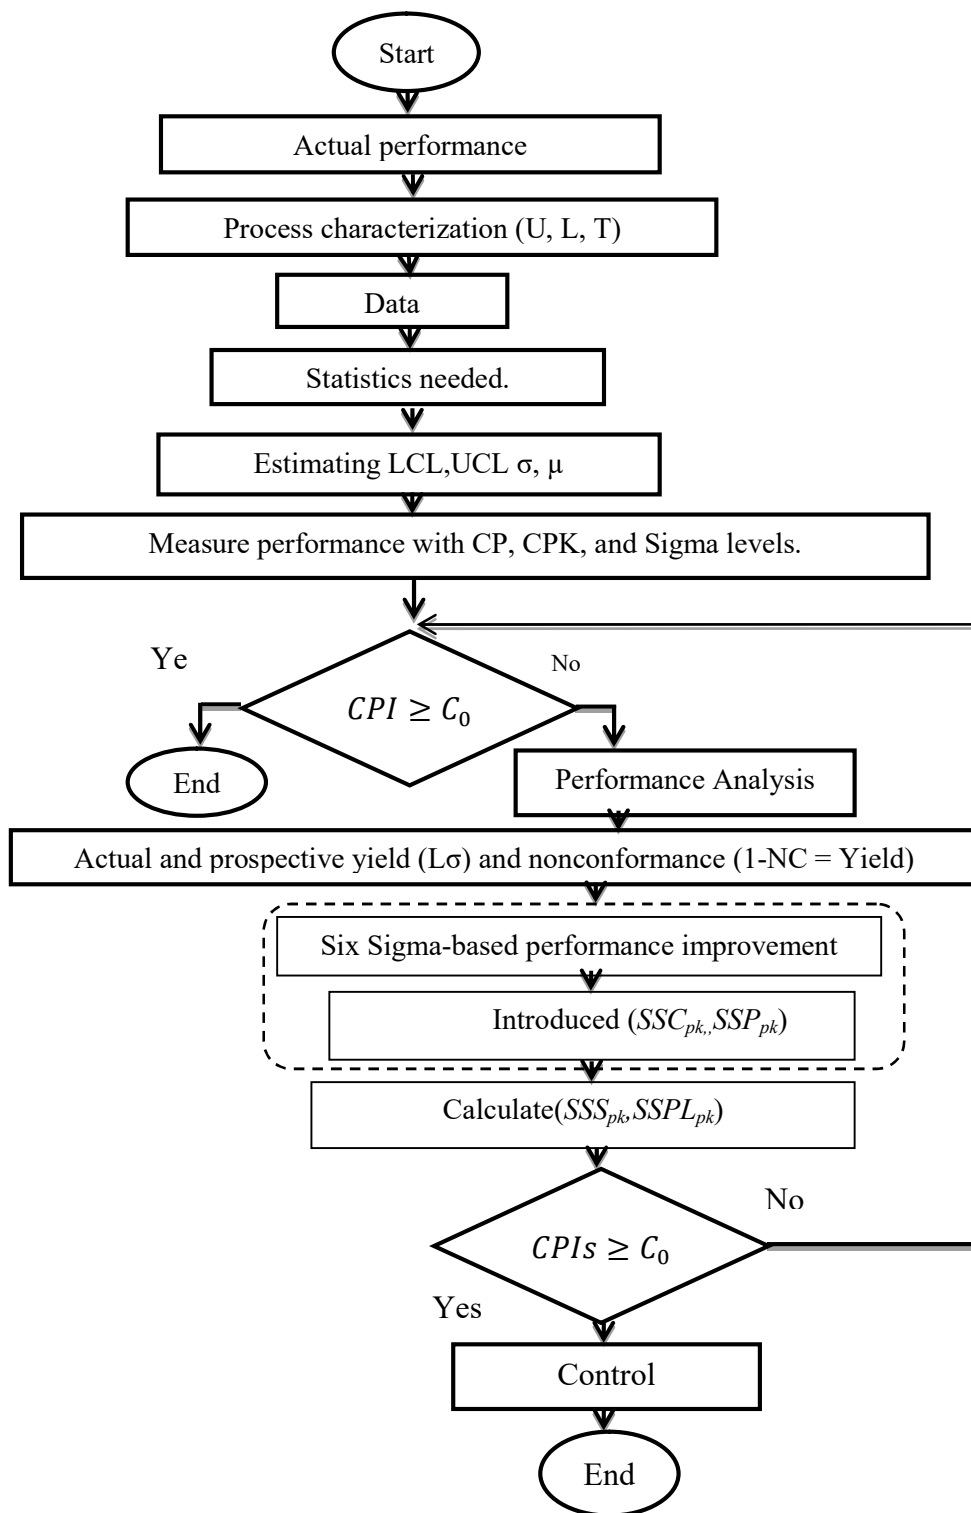 Start
Actual performance
Process characterization (U, L, T)
Data
Statistics needed.
Estimating LCL,UCL σ, μ
Measure performance with CP, CPK, and Sigma levels.
Ye
No
CPI ≥ C₀
End
Performance Analysis
Actual and prospective yield (Lσ) and nonconformance (1-NC = Yield)
Six Sigma-based performance improvement
Introduced (SSCpk,,SSPpk)
Calculate(SSSpk,SSPLpk)
No
CPIs ≥ C₀
Yes
Control
End